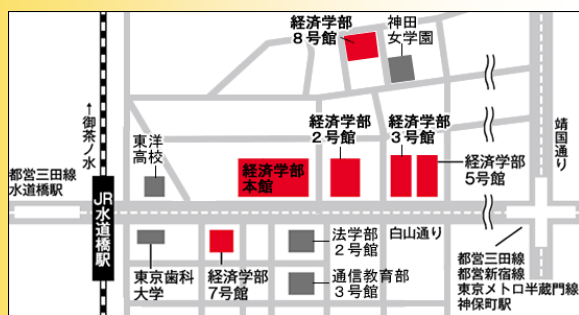 経済学部
8号館
神田
女学園
←御茶ノ水
東洋
高校
経済学部
2号館
経済学部
3号館
経済学部
5号館
靖国通り
都営三田線
水道橋駅
経済学部
本館
JR水道橋駅
白山通り
東京歯科
大学
経済学部
7号館
法学部
2号館
通信教育部
3号館
都営三田線
都営新宿線
東京メトロ半蔵門線
神保町駅